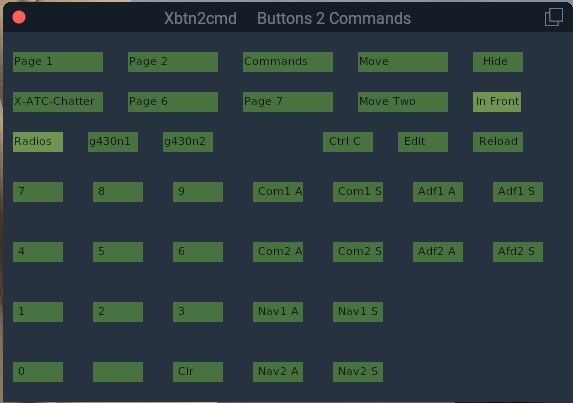 Xbtn2cmd Buttons 2 Commands
Page 1 Page 2 Commands Move Hide
X-ATC-Chatter Page 6 Page 7 Move Two In Front
Radios g430n1 g430n2 Ctrl C Edit Reload
7 8 9 Com1 A Com1 S Adf1 A Adf1 S
4 5 6 Com2 A Com2 S Adf2 A Afd2 S
1 2 3 Nav1 A Nav1 S
0 Clr Nav2 A Nav2 S